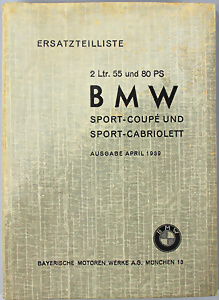 ERSATZTEILLISTE
2 Ltr. 55 und 80 PS
BMW
SPORT-COUPÉ UND
SPORT-CABRIOLETT
AUSGABE APRIL 1939
BMW
BAYERISCHE MOTOREN WERKE A.G. MÜNCHEN 13